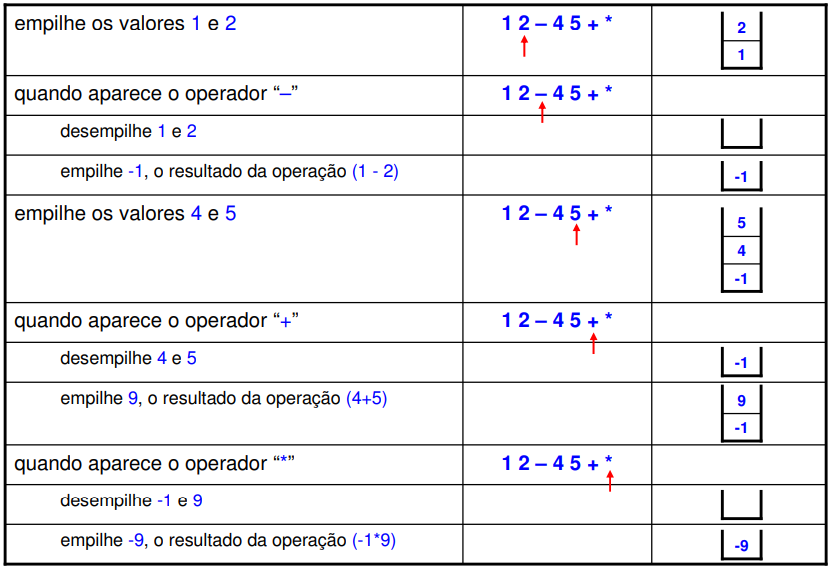 empilhe os valores 1 e 2 1 2 – 4 5 + * 2
1
quando aparece o operador “–” 1 2 – 4 5 + *
desempilhe 1 e 2
empilhe -1, o resultado da operação (1 - 2) -1
empilhe os valores 4 e 5 1 2 – 4 5 + * 5
4
-1
quando aparece o operador “+” 1 2 – 4 5 + *
desempilhe 4 e 5 -1
empilhe 9, o resultado da operação (4+5) 9
-1
quando aparece o operador “*” 1 2 – 4 5 + *
desempilhe -1 e 9
empilhe -9, o resultado da operação (-1*9) -9